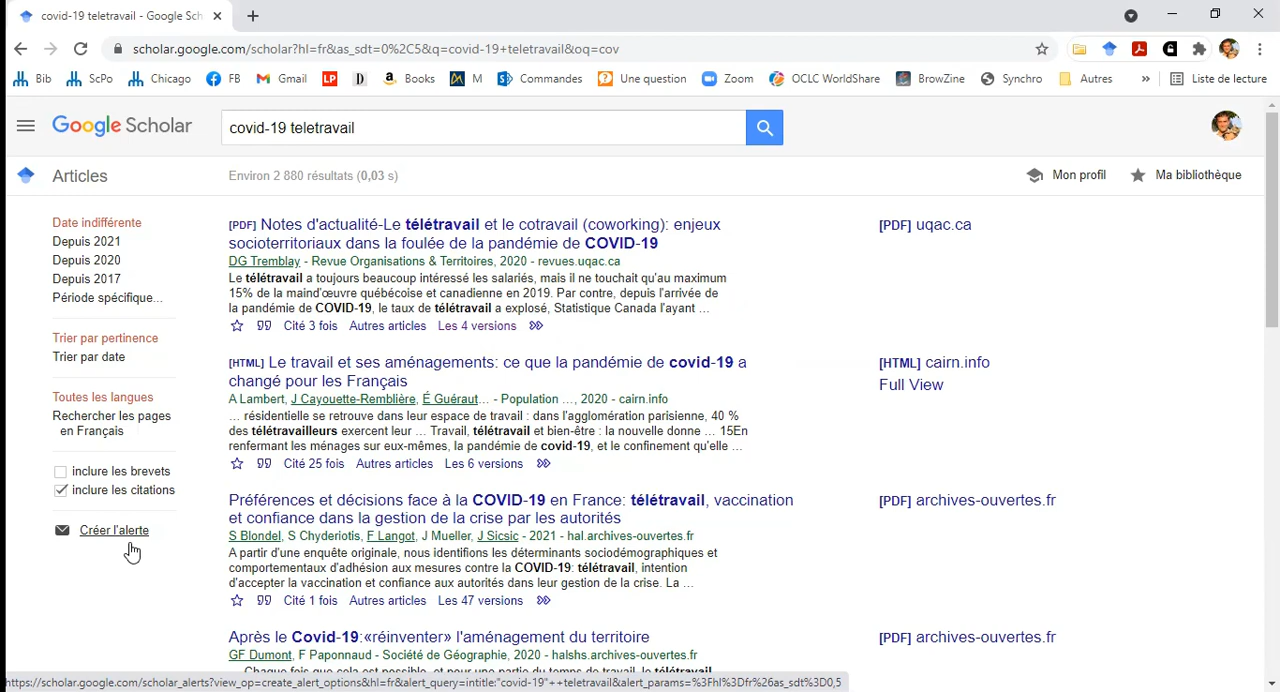 covid-19 teletravail - Google Sch
scholar.google.com/scholar?hl=fr&as_sdt=0%2C5&q=covid-19+teletravail&oq=cov
Bib ScPo Chicago FB Gmail LP Books M Commandes Une question Zoom OCLC WorldShare BrowZine Synchro Autres » Liste de lecture
Google Scholar
covid-19 teletravail
Articles
Environ 2 880 résultats (0,03 s)
Mon profil
Ma bibliothèque
Date indifférente
Depuis 2021
Depuis 2020
Depuis 2017
Période spécifique...
Trier par pertinence
Trier par date
Toutes les langues
Rechercher les pages
en Français
inclure les brevets
inclure les citations
Créer l'alerte
[PDF] Notes d'actualité-Le télétravail et le cotravail (coworking): enjeux
socioterritoriaux dans la foulée de la pandémie de COVID-19
DG Tremblay - Revue Organisations & Territoires, 2020 - revues.uqac.ca
Le télétravail a toujours beaucoup intéressé les salariés, mais il ne touchait qu'au maximum
15% de la maind'œuvre québécoise et canadienne en 2019. Par contre, depuis l'arrivée de
la pandémie de COVID-19, le taux de télétravail a explosé, Statistique Canada l'ayant ...
Cité 3 fois Autres articles Les 4 versions
[PDF] uqac.ca
[HTML] Le travail et ses aménagements: ce que la pandémie de covid-19 a
changé pour les Français
A Lambert, J Cayouette-Remblière, É Guéraut... - Population ..., 2020 - cairn.info
... résidentielle se retrouve dans leur espace de travail : dans l'agglomération parisienne, 40 %
des télétravailleurs exercent leur ... Travail, télétravail et bien-être : la nouvelle donne ... 15En
renfermant les ménages sur eux-mêmes, la pandémie de covid-19, et le confinement qu'elle ...
Cité 25 fois Autres articles Les 6 versions
[HTML] cairn.info
Full View
Préférences et décisions face à la COVID-19 en France: télétravail, vaccination
et confiance dans la gestion de la crise par les autorités
S Blondel, S Chyderiotis, F Langot, J Mueller, J Sicsic - 2021 - hal.archives-ouvertes.fr
A partir d'une enquête originale, nous identifions les déterminants sociodémographiques et
comportementaux d'adhésion aux mesures contre la COVID-19: télétravail, intention
d'accepter la vaccination et confiance aux autorités dans leur gestion de la crise. La ...
Cité 1 fois Autres articles Les 47 versions
[PDF] archives-ouvertes.fr
Après le Covid-19:«réinventer» l'aménagement du territoire
GF Dumont, F Paponnaud - Société de Géographie, 2020 - halshs.archives-ouvertes.fr
[PDF] archives-ouvertes.fr
Chaque fois que cela est possible, et pour une partie du temps de travail, le télétravail
https://scholar.google.com/scholar_alerts?view_op=create_alert_options&hl=fr&alert_query=intitle:"covid-19"++teletravail&alert_params=%3Fhl%3Dfr%26as_sdt%3D0,5